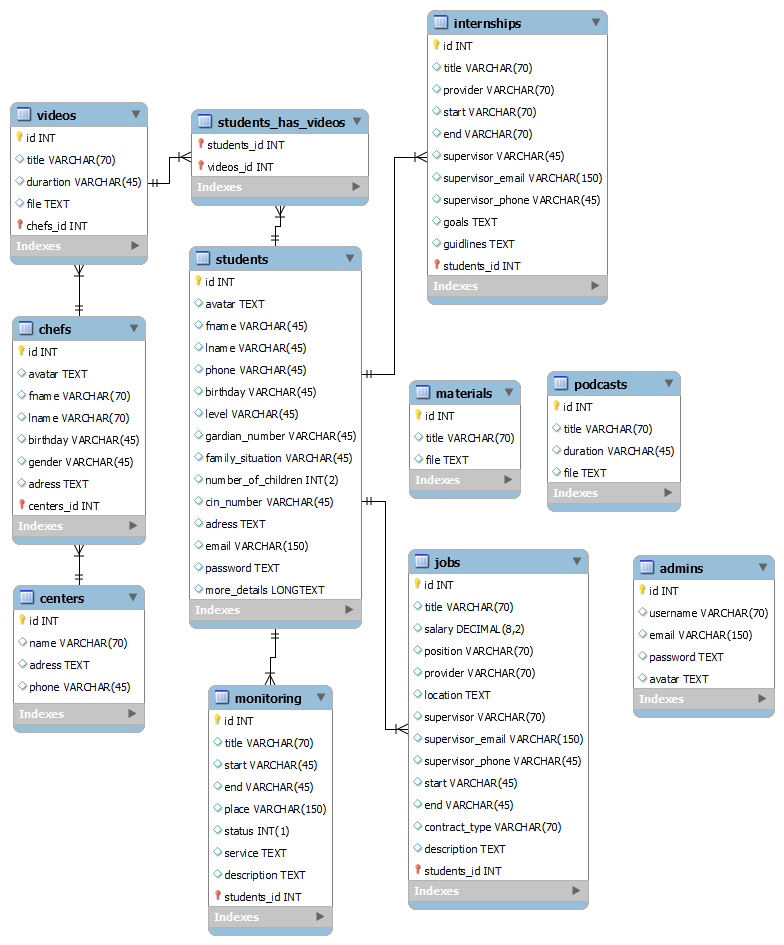 videos
id INT
title VARCHAR(70)
durartion VARCHAR(45)
file TEXT
chefs_id INT
Indexes
students_has_videos
students_id INT
videos_id INT
Indexes
internships
id INT
title VARCHAR(70)
provider VARCHAR(70)
start VARCHAR(70)
end VARCHAR(70)
supervisor VARCHAR(45)
supervisor_email VARCHAR(150)
supervisor_phone VARCHAR(45)
goals TEXT
guidlines TEXT
students_id INT
Indexes
chefs
id INT
avatar TEXT
fname VARCHAR(70)
lname VARCHAR(70)
birthday VARCHAR(45)
gender VARCHAR(45)
adress TEXT
centers_id INT
Indexes
students
id INT
avatar TEXT
fname VARCHAR(45)
lname VARCHAR(45)
phone VARCHAR(45)
birthday VARCHAR(45)
level VARCHAR(45)
gardian_number VARCHAR(45)
family_situation VARCHAR(45)
number_of_children INT(2)
cin_number VARCHAR(45)
adress TEXT
email VARCHAR(150)
password TEXT
more_details LONGTEXT
Indexes
materials
id INT
title VARCHAR(70)
file TEXT
Indexes
podcasts
id INT
title VARCHAR(70)
duration VARCHAR(45)
file TEXT
Indexes
centers
id INT
name VARCHAR(70)
adress TEXT
phone VARCHAR(45)
Indexes
monitoring
id INT
title VARCHAR(70)
start VARCHAR(45)
end VARCHAR(45)
place VARCHAR(150)
status INT(1)
service TEXT
description TEXT
students_id INT
Indexes
jobs
id INT
title VARCHAR(70)
salary DECIMAL(8,2)
position VARCHAR(70)
provider VARCHAR(70)
location TEXT
supervisor VARCHAR(70)
supervisor_email VARCHAR(150)
supervisor_phone VARCHAR(45)
start VARCHAR(45)
end VARCHAR(45)
contract_type VARCHAR(70)
description TEXT
students_id INT
Indexes
admins
id INT
username VARCHAR(70)
email VARCHAR(150)
password TEXT
avatar TEXT
Indexes